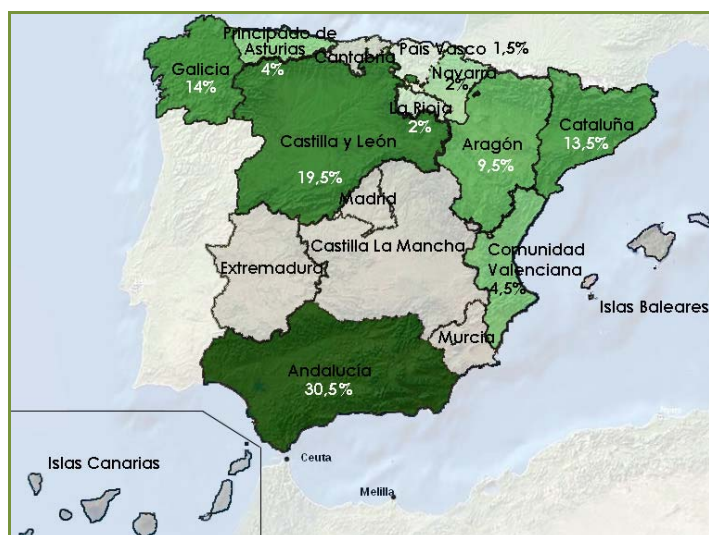 Principado de
Asturias
4%
Cantabria
País Vasco 1,5%
Navarra
2%
Galicia
14%
La Rioja
2%
Castilla y León
19,5%
Aragón
9,5%
Cataluña
13,5%
Madrid
Castilla La Mancha
Extremadura
Comunidad
Valenciana
4,5%
Islas Baleares
Murcia
Andalucía
30,5%
Islas Canarias
Ceuta
Melilla